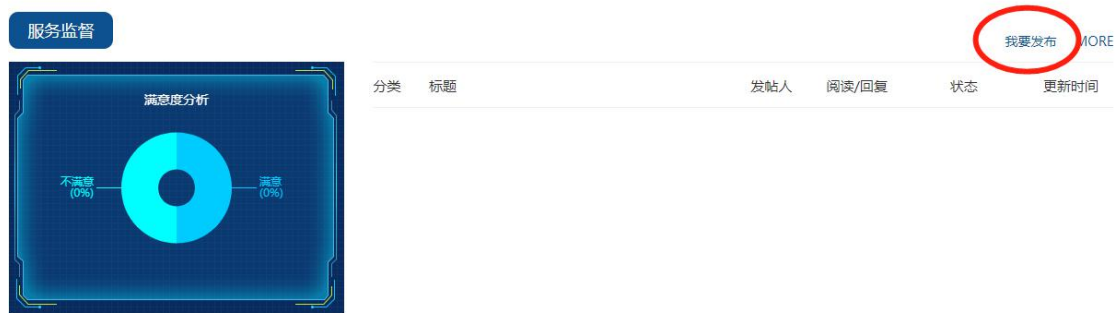 服务监督
我要发布 MORE
满意度分析
不满意
(0%)
满意
(0%)
分类 标题 发帖人 阅读/回复 状态 更新时间